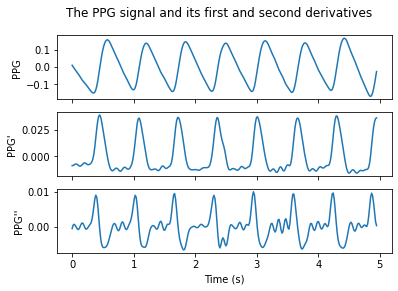 The PPG signal and its first and second derivatives
PPG
0.1
0.0
−0.1
PPG'
0.025
0.000
PPG''
0.01
0.00
0 1 2 3 4 5
Time (s)